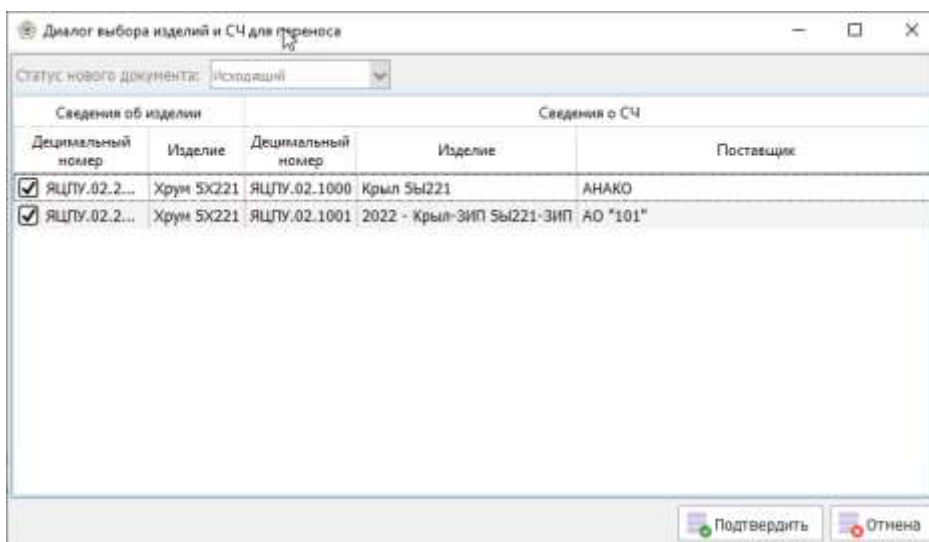 Диалог выбора изделий и СЧ для переноса
Статус нового документа: Исходящий
Сведения об изделии Сведения о СЧ
Децимальный номер Изделие Децимальный номер Изделие Поставщик
ЯЦПУ.02.2... Хрум 5Х221 ЯЦПУ.02.1000 Крыл 5Ы221 АНАКО
ЯЦПУ.02.2... Хрум 5Х221 ЯЦПУ.02.1001 2022 - Крыл-ЗИП 5Ы221-ЗИП АО "101"
Подтвердить Отмена